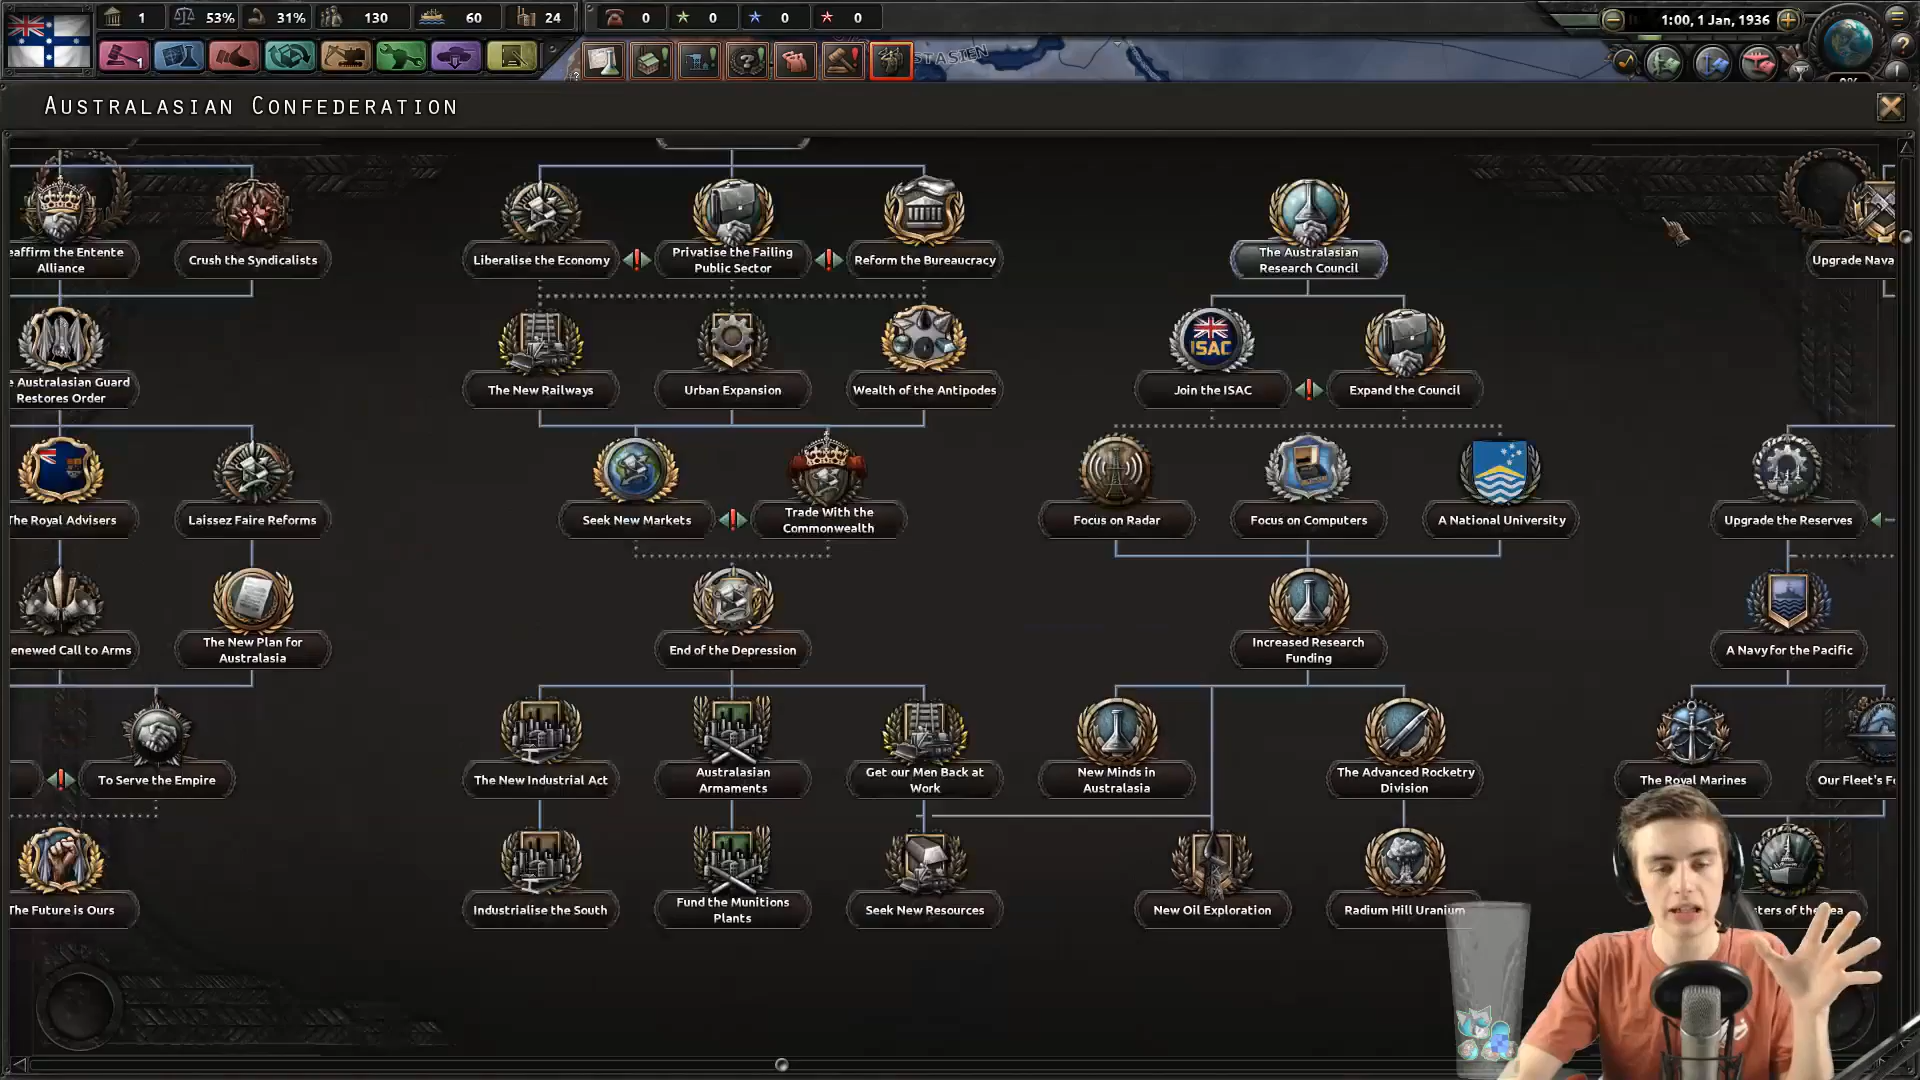 1 53% 31% 130 60 24 0 0 0 0 1:00, 1 Jan, 1936
1
STASIEN
AUSTRALASIAN CONFEDERATION
eaffirm the Entente
Alliance
Crush the Syndicalists
Liberalise the Economy
Privatise the Failing
Public Sector
Reform the Bureaucracy
The Australasian
Research Council
Upgrade Nava
e Australasian Guard
Restores Order
The New Railways
Urban Expansion
Wealth of the Antipodes
ISAC
Join the ISAC
Expand the Council
The Royal Advisers
Laissez Faire Reforms
Seek New Markets
Trade With the
Commonwealth
Focus on Radar
Focus on Computers
A National University
Upgrade the Reserves
enewed Call to Arms
The New Plan for
Australasia
End of the Depression
Increased Research
Funding
A Navy for the Pacific
To Serve the Empire
The New Industrial Act
Australasian
Armaments
Get our Men Back at
Work
New Minds in
Australasia
The Advanced Rocketry
Division
The Royal Marines
Our Fleet's Fu
The Future is Ours
Industrialise the South
Fund the Munitions
Plants
Seek New Resources
New Oil Exploration
Radium Hill Uranium
sters of the Sea